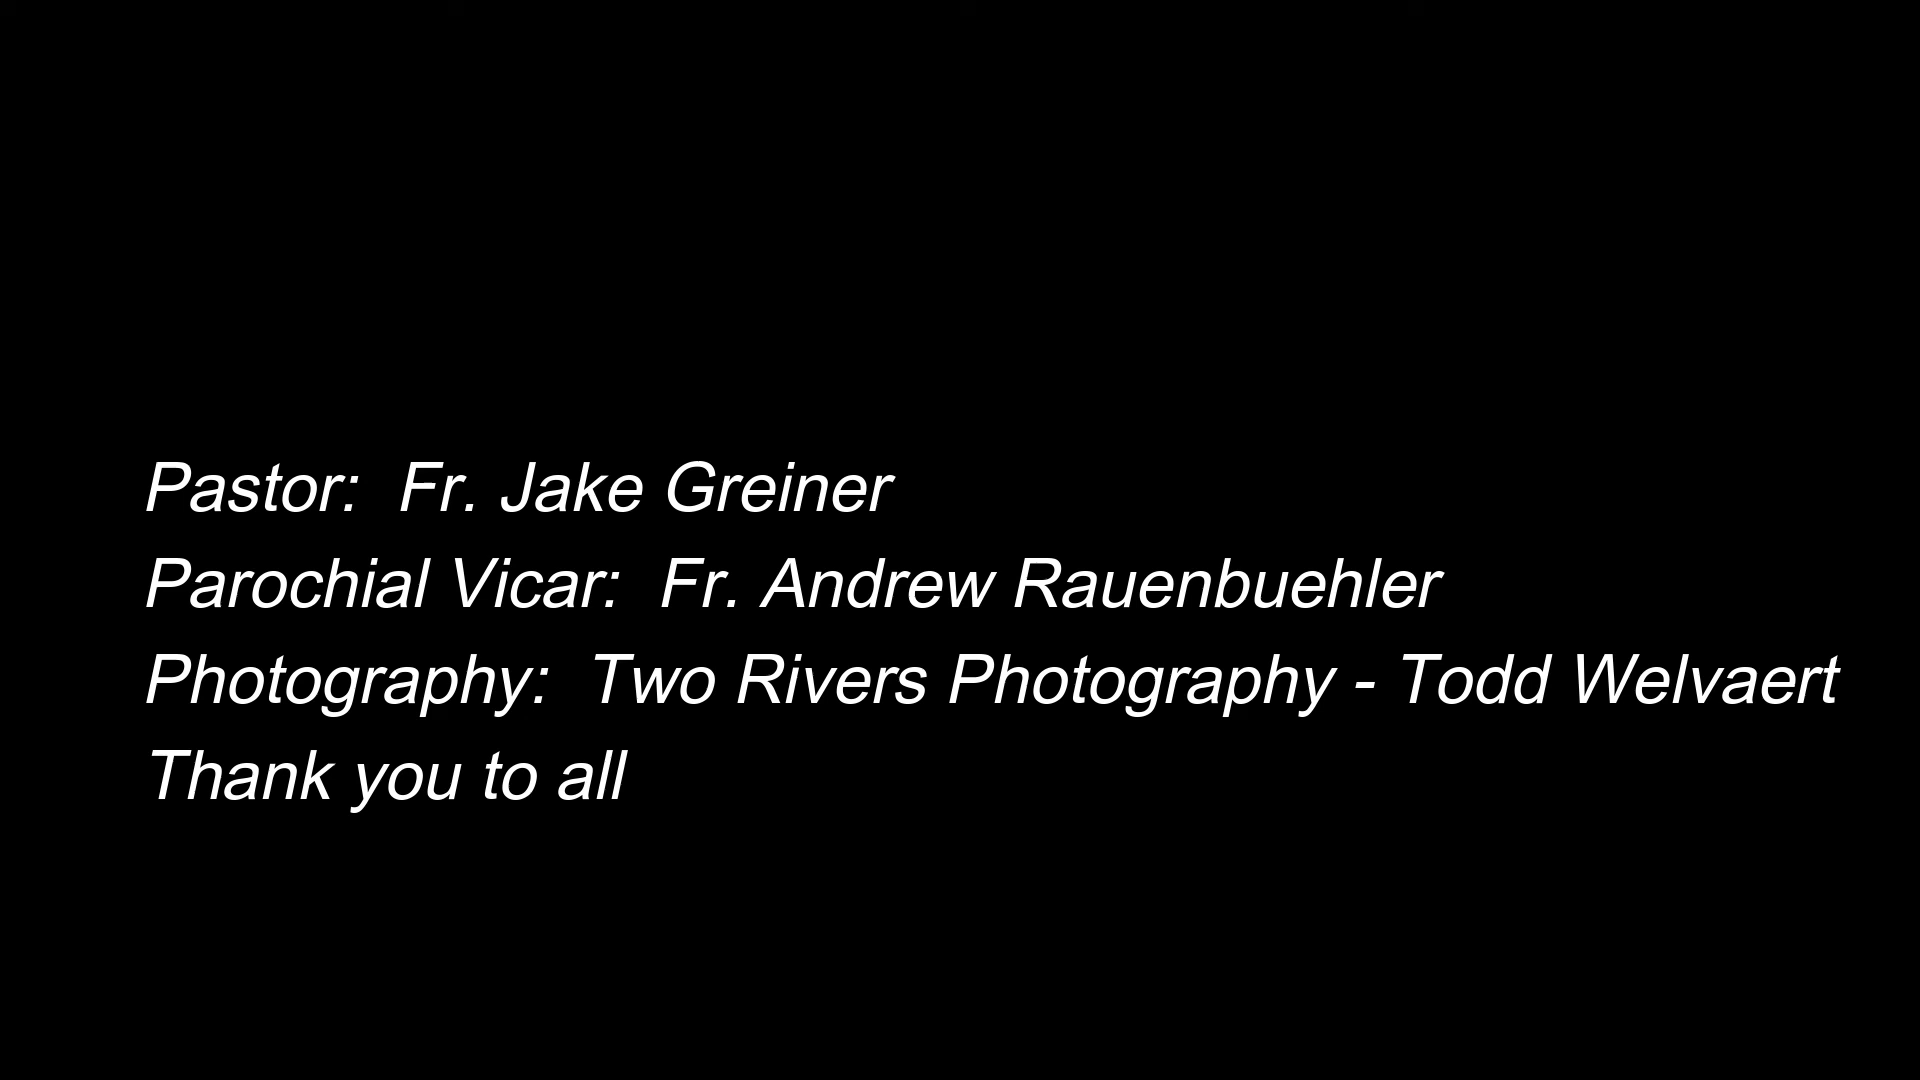 Pastor:  Fr. Jake Greiner
Parochial Vicar:  Fr. Andrew Rauenbuehler
Photography:  Two Rivers Photography - Todd Welvaert
Thank you to all